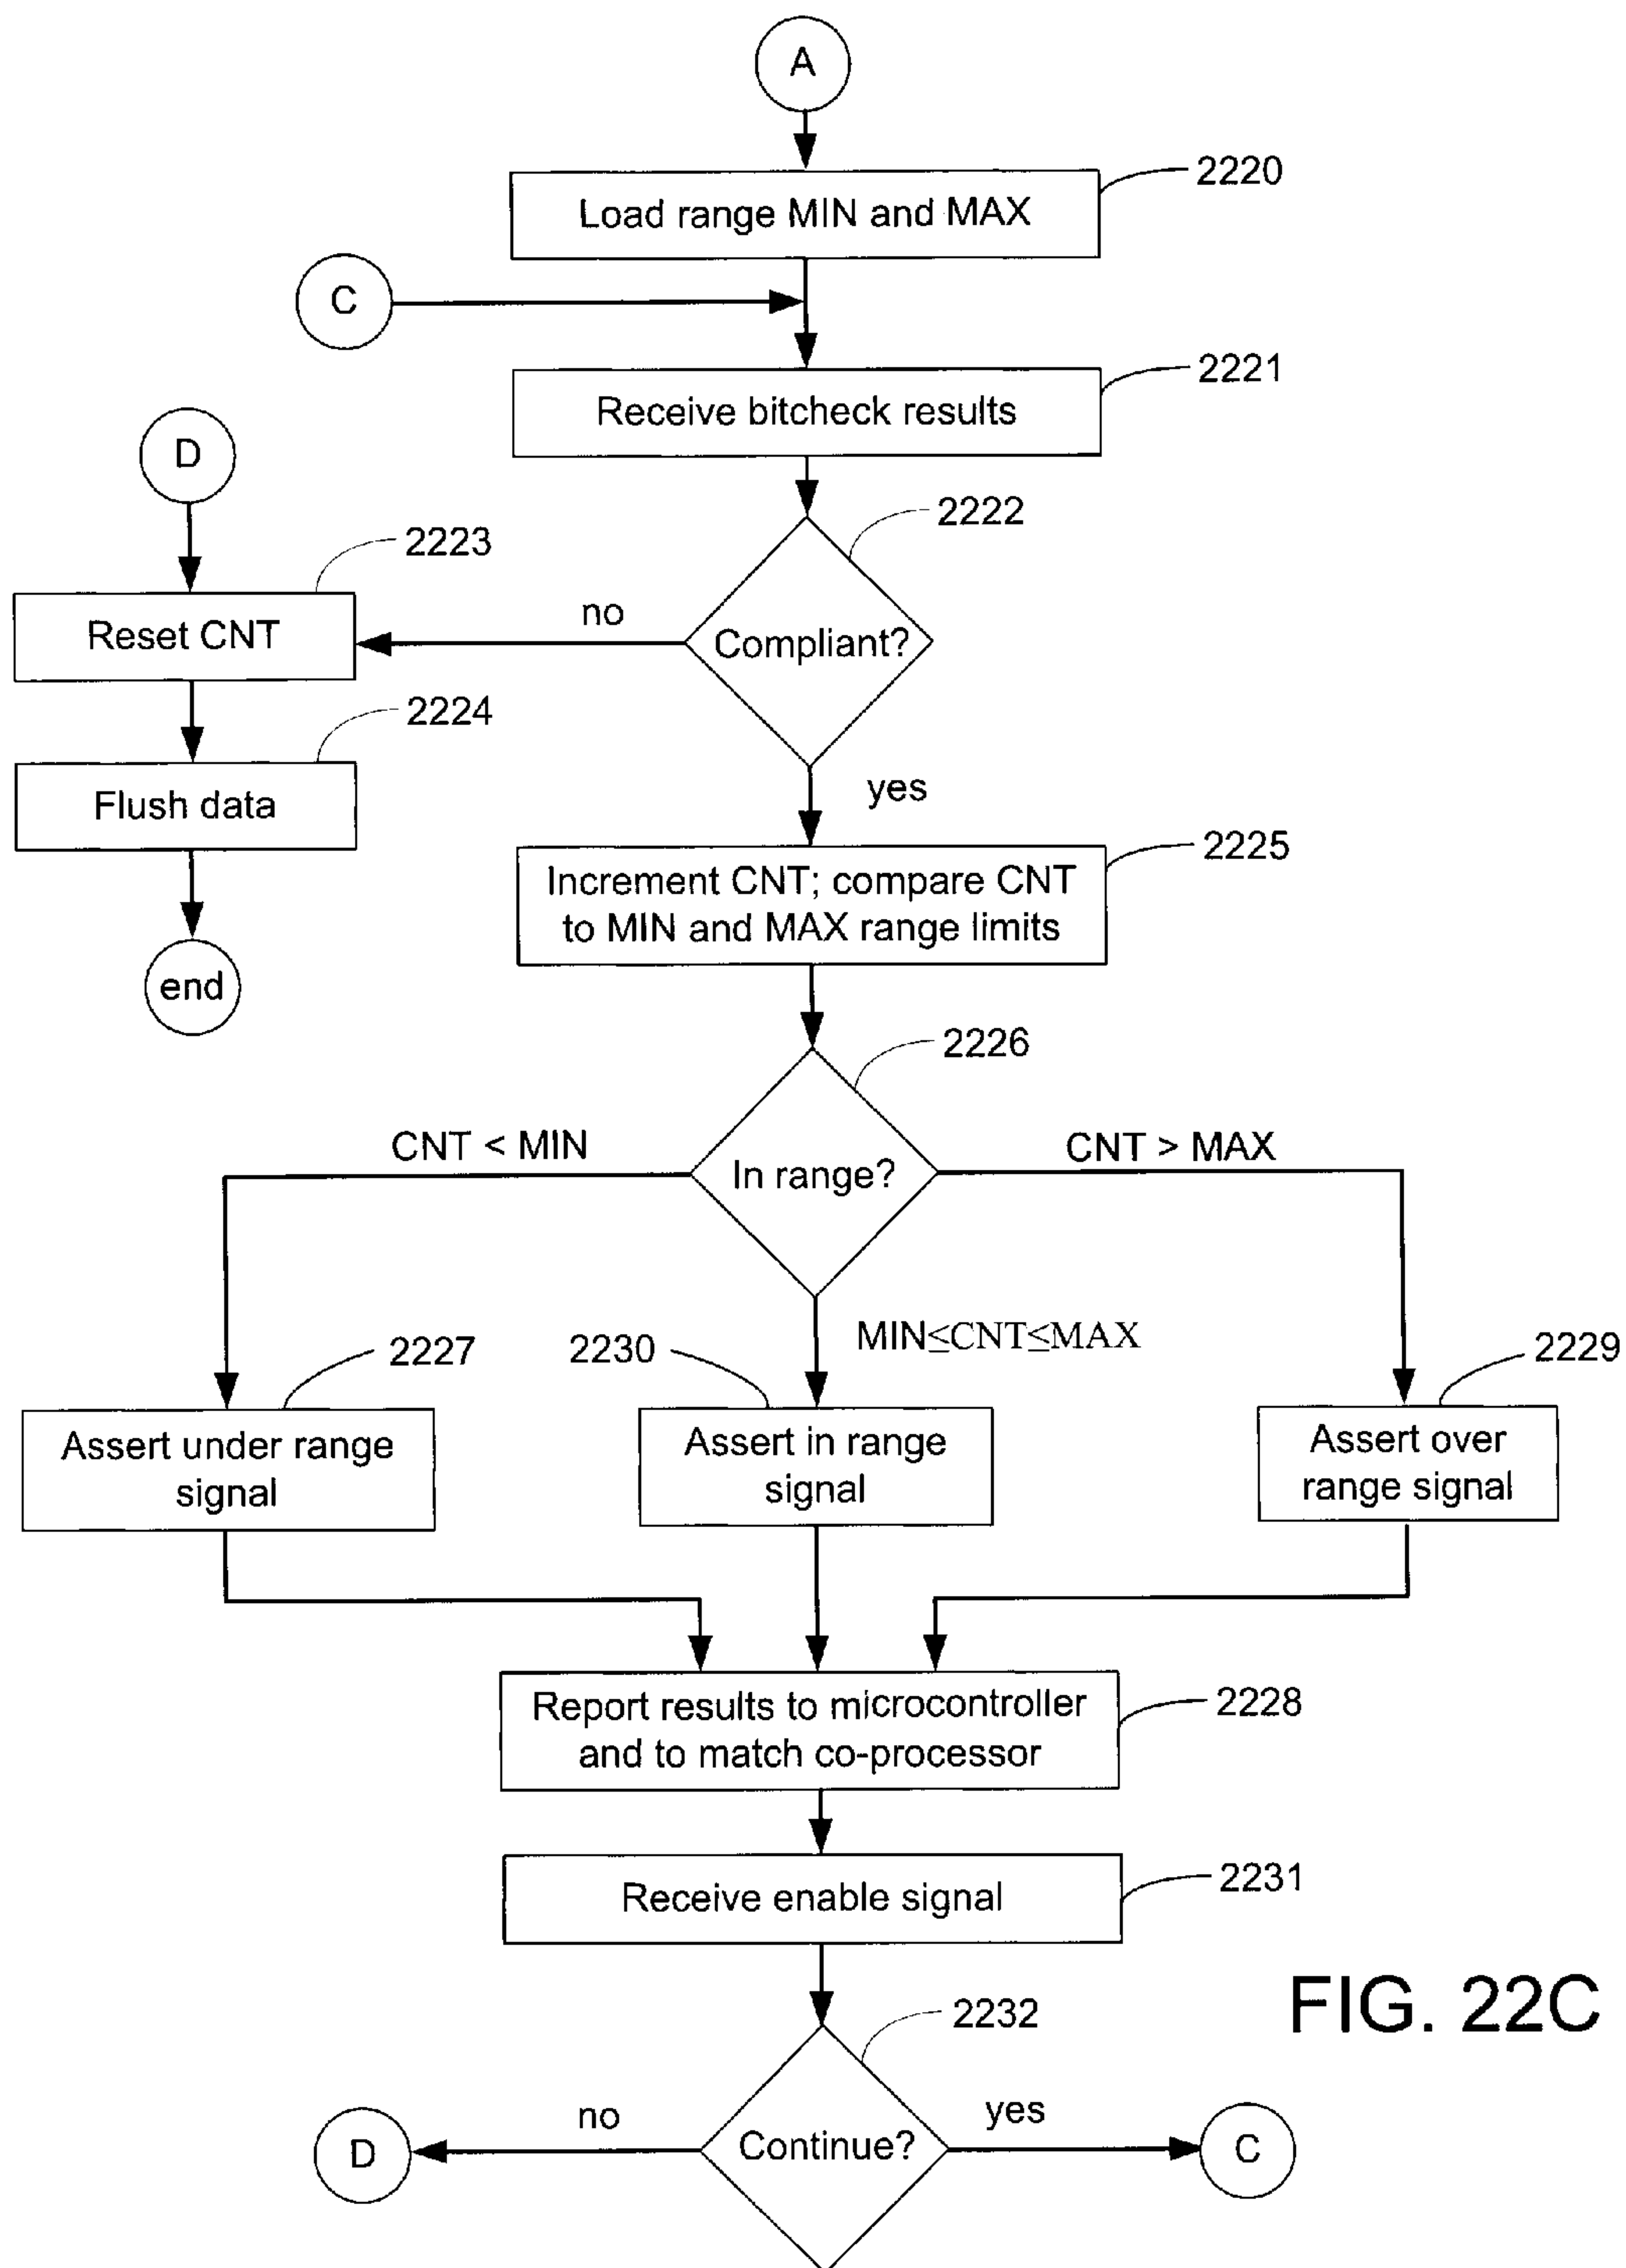 A
2220
Load range MIN and MAX
C
2221
Receive bitcheck results
D
2222
2223
no
Reset CNT
Compliant?
2224
yes
Flush data
2225
Increment CNT; compare CNT
to MIN and MAX range limits
end
2226
CNT < MIN
CNT > MAX
In range?
MIN≤CNT≤MAX
2227
2230
2229
Assert under range
signal
Assert in range
signal
Assert over
range signal
Report results to microcontroller
and to match co-processor
2228
Receive enable signal
2231
FIG. 22C
2232
no
yes
D
Continue?
C